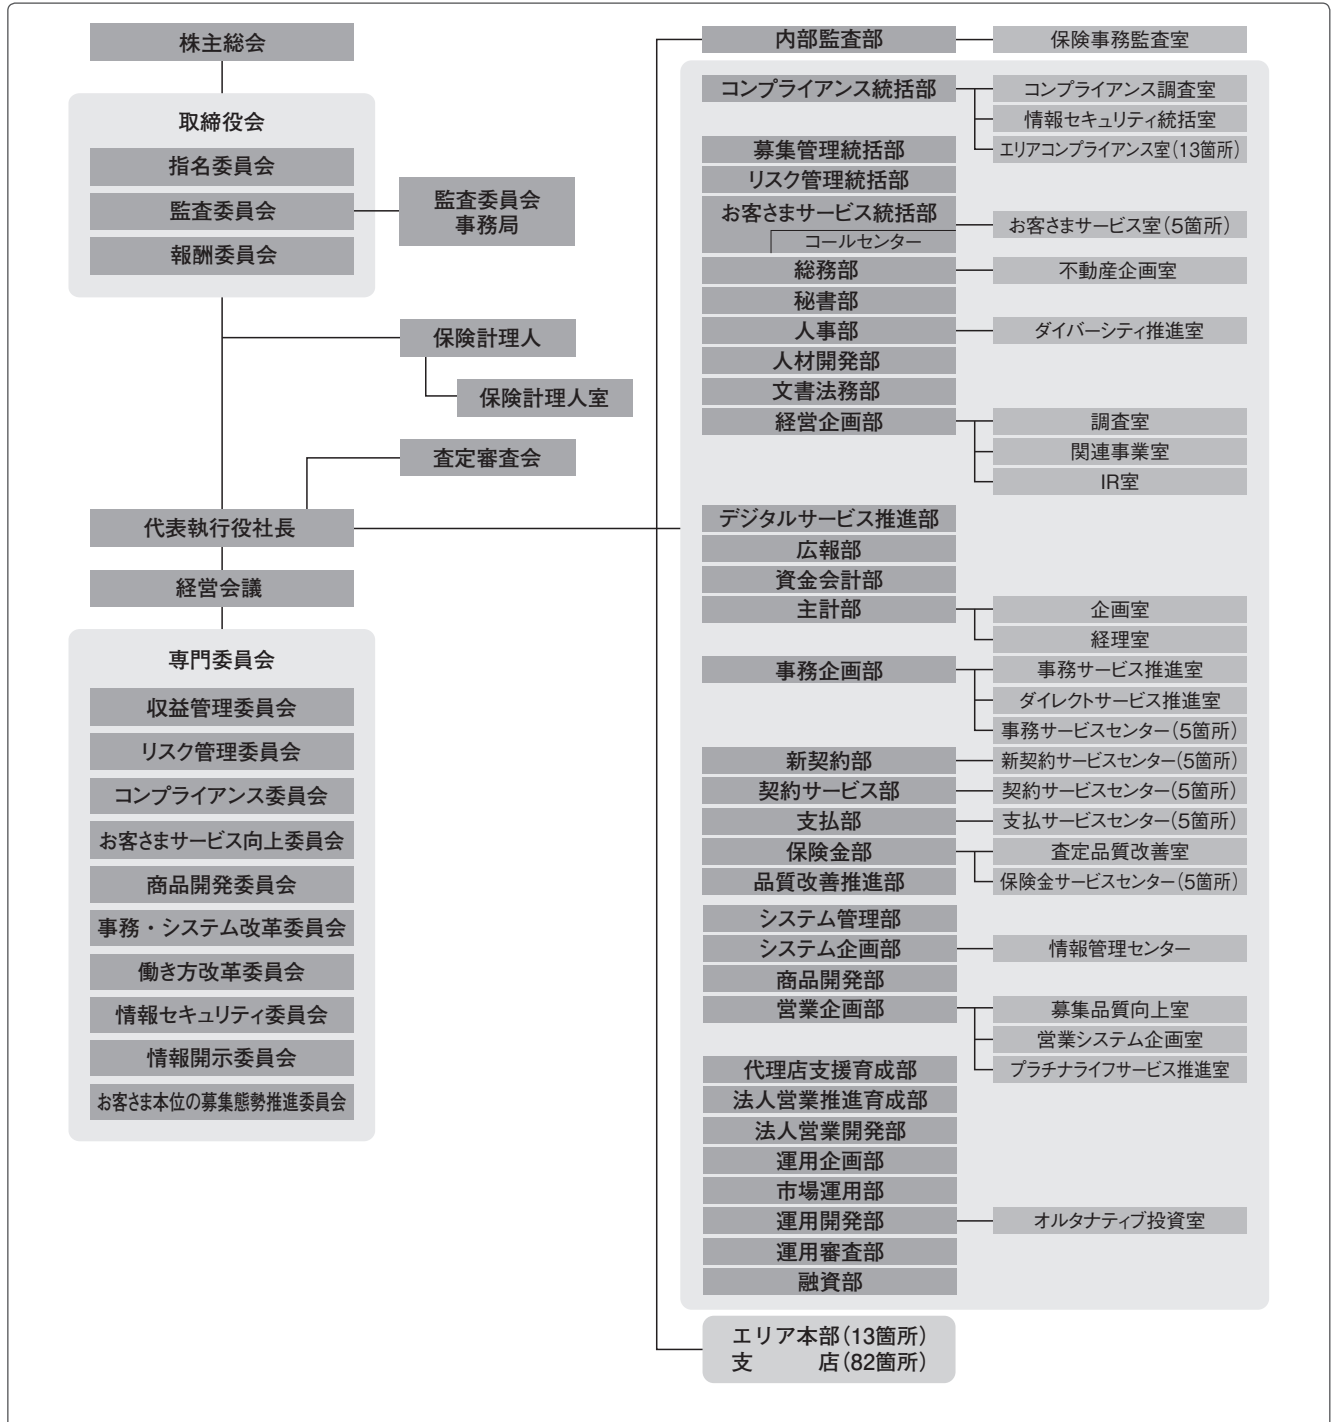 株主総会
取締役会
指名委員会
監査委員会
報酬委員会
監査委員会
事務局
保険計理人
保険計理人室
査定審査会
代表執行役社長
経営会議
専門委員会
収益管理委員会
リスク管理委員会
コンプライアンス委員会
お客さまサービス向上委員会
商品開発委員会
事務・システム改革委員会
働き方改革委員会
情報セキュリティ委員会
情報開示委員会
お客さま本位の募集態勢推進委員会
内部監査部
保険事務監査室
コンプライアンス統括部
コンプライアンス調査室
情報セキュリティ統括室
エリアコンプライアンス室(13箇所)
募集管理統括部
リスク管理統括部
お客さまサービス統括部
コールセンター
お客さまサービス室(5箇所)
総務部
不動産企画室
秘書部
人事部
ダイバーシティ推進室
人材開発部
文書法務部
経営企画部
調査室
関連事業室
IR室
デジタルサービス推進部
広報部
資金会計部
主計部
企画室
経理室
事務企画部
事務サービス推進室
ダイレクトサービス推進室
事務サービスセンター(5箇所)
新契約部
新契約サービスセンター(5箇所)
契約サービス部
契約サービスセンター(5箇所)
支払部
支払サービスセンター(5箇所)
保険金部
査定品質改善室
保険金サービスセンター(5箇所)
品質改善推進部
システム管理部
システム企画部
情報管理センター
商品開発部
営業企画部
募集品質向上室
営業システム企画室
プラチナライフサービス推進室
代理店支援育成部
法人営業推進育成部
法人営業開発部
運用企画部
市場運用部
運用開発部
オルタナティブ投資室
運用審査部
融資部
エリア本部(13箇所)
支　　店(82箇所)